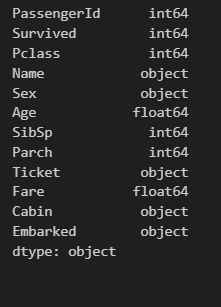 PassengerId int64
Survived int64
Pclass int64
Name object
Sex object
Age float64
SibSp int64
Parch int64
Ticket object
Fare float64
Cabin object
Embarked object
dtype: object